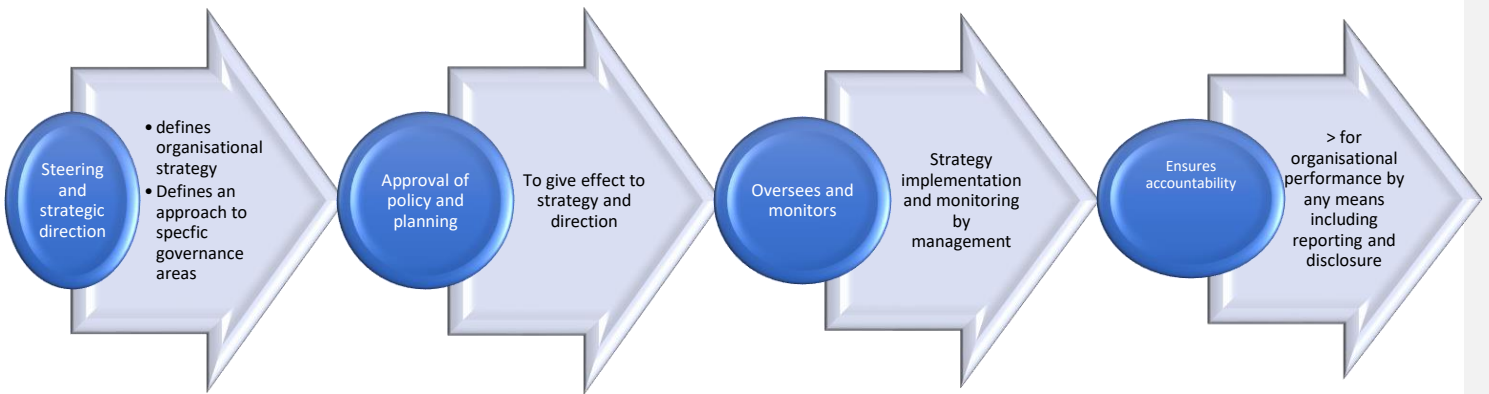 Steering
and
strategic
direction
• defines
organisational
strategy
• Defines an
approach to
specfic
governance
areas
Approval of
policy and
planning
To give effect to
strategy and
direction
Oversees and
monitors
Strategy
implementation
and monitoring
by
management
Ensures
accountability
> for
organisational
performance by
any means
including
reporting and
disclosure